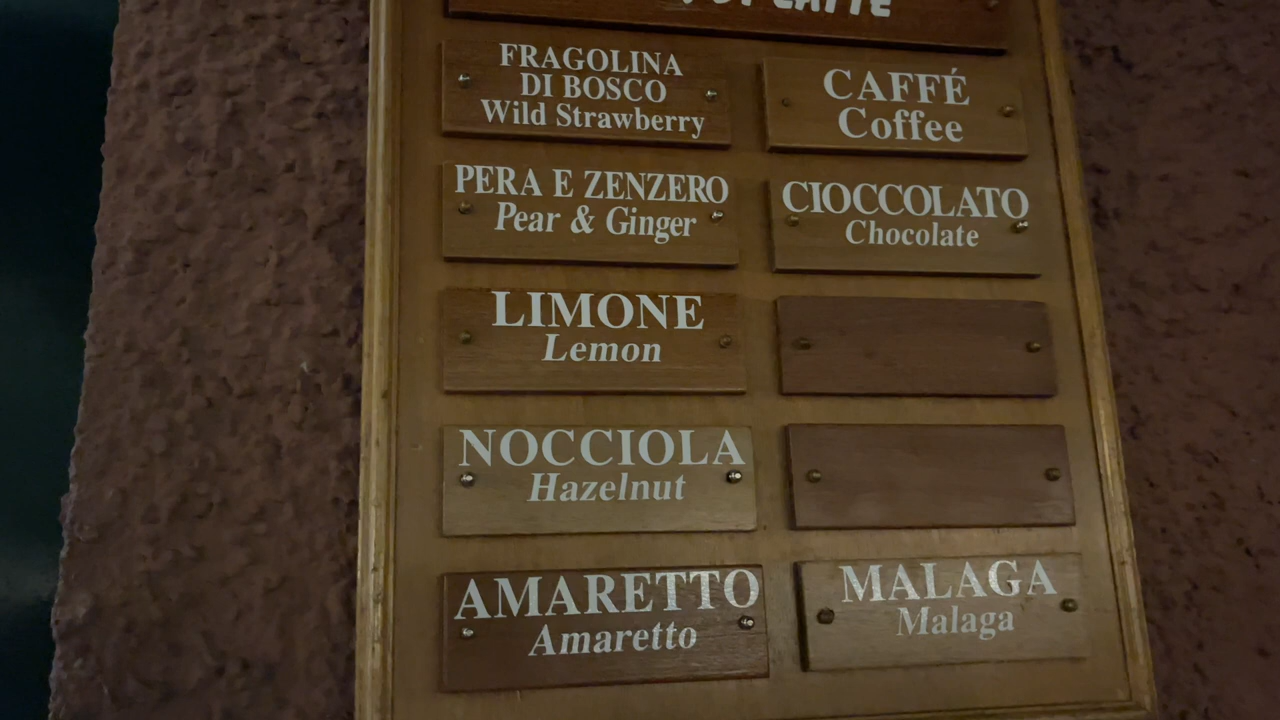 LATTE
FRAGOLINA
DI BOSCO
Wild Strawberry
CAFFÉ
Coffee
PERA E ZENZERO
Pear & Ginger
CIOCCOLATO
Chocolate
LIMONE
Lemon
NOCCIOLA
Hazelnut
AMARETTO
Amaretto
MALAGA
Malaga